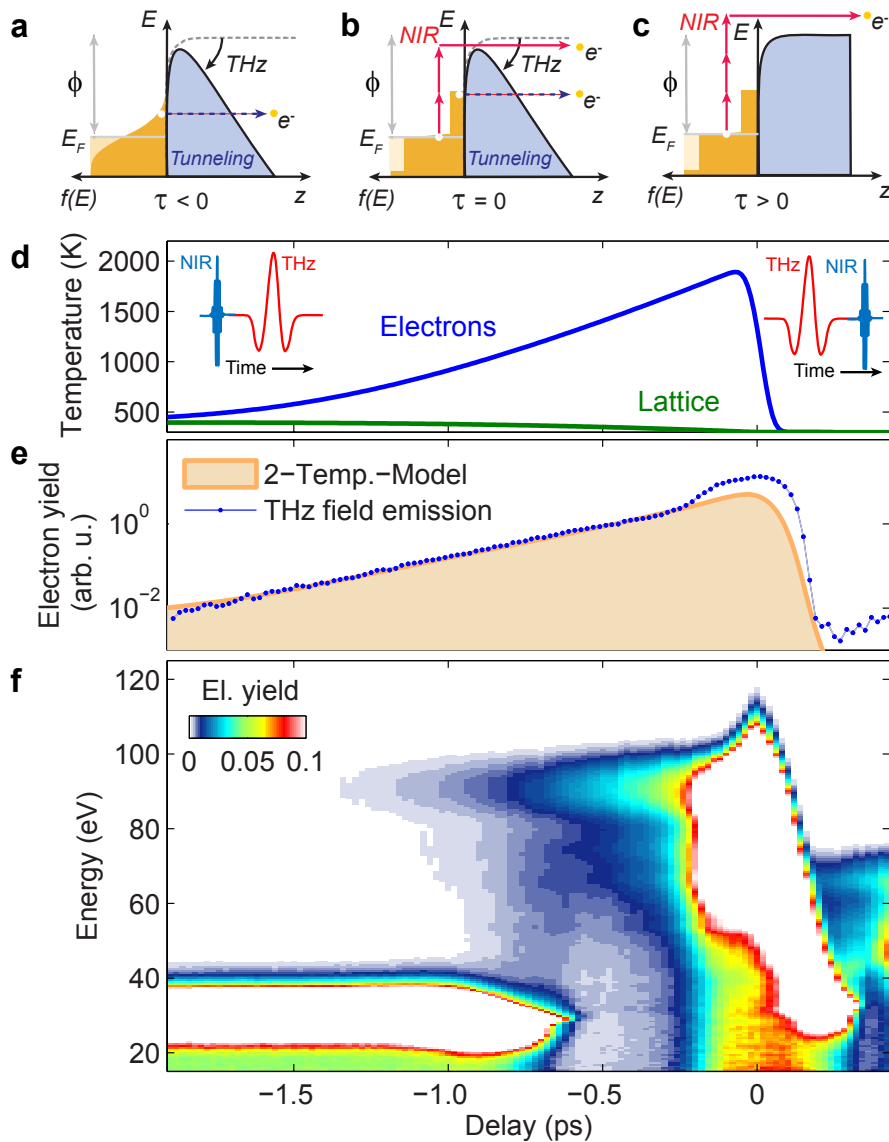 a
E
THz
ϕ
E_F
e-
Tunneling
f(E)
z
τ < 0
b
E
NIR
THz
ϕ
e-
E_F
e-
Tunneling
f(E)
z
τ = 0
c
NIR
E
e-
ϕ
E_F
f(E)
z
τ > 0
d
Temperature (K)
2000
1500
1000
500
NIR
THz
Time
Electrons
Lattice
THz
NIR
Time
e
Electron yield
(arb. u.)
10^0
10^−2
2−Temp.−Model
THz field emission
f
Energy (eV)
120
100
80
60
40
20
El. yield
0 0.05 0.1
−1.5 −1.0 −0.5 0
Delay (ps)